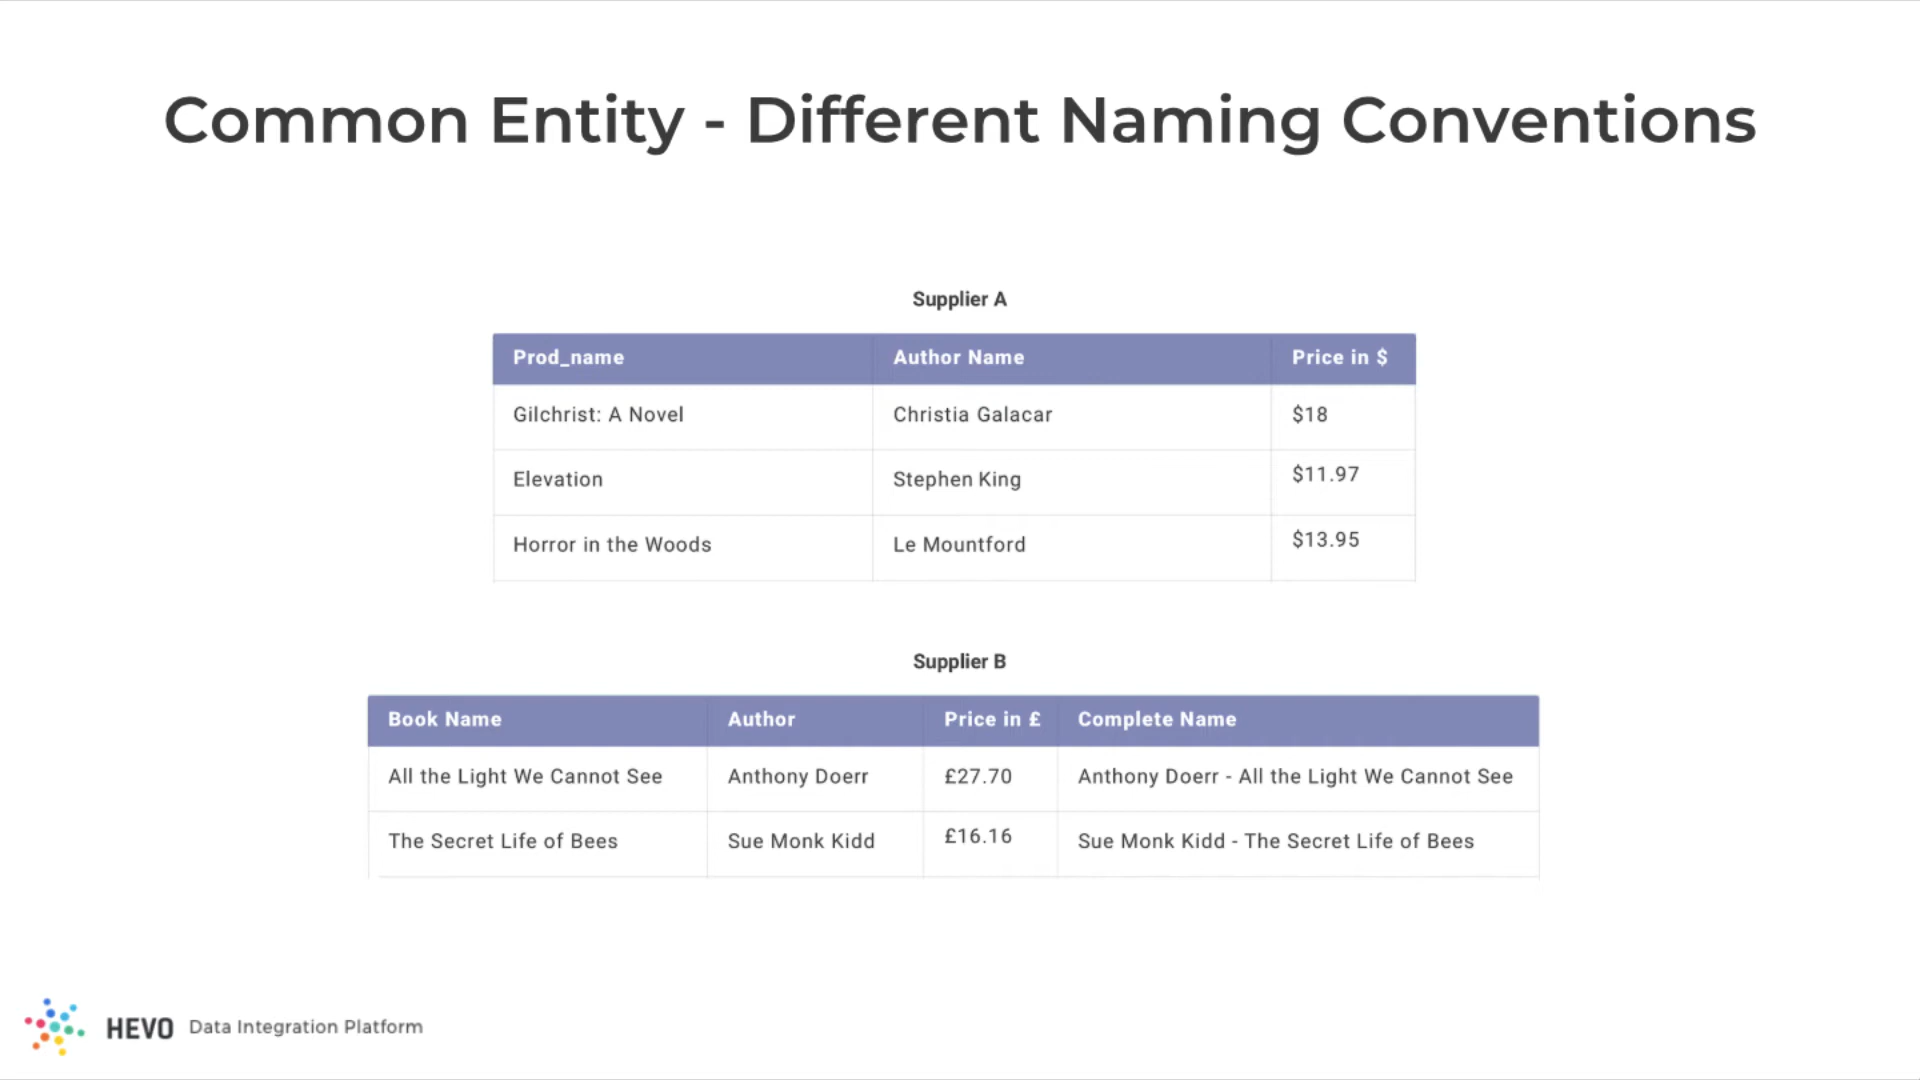 Common Entity - Different Naming Conventions
Supplier A
Prod_name Author Name Price in $
Gilchrist: A Novel Christia Galacar $18
Elevation Stephen King $11.97
Horror in the Woods Le Mountford $13.95
Supplier B
Book Name Author Price in £ Complete Name
All the Light We Cannot See Anthony Doerr £27.70 Anthony Doerr - All the Light We Cannot See
The Secret Life of Bees Sue Monk Kidd £16.16 Sue Monk Kidd - The Secret Life of Bees
HEVO Data Integration Platform